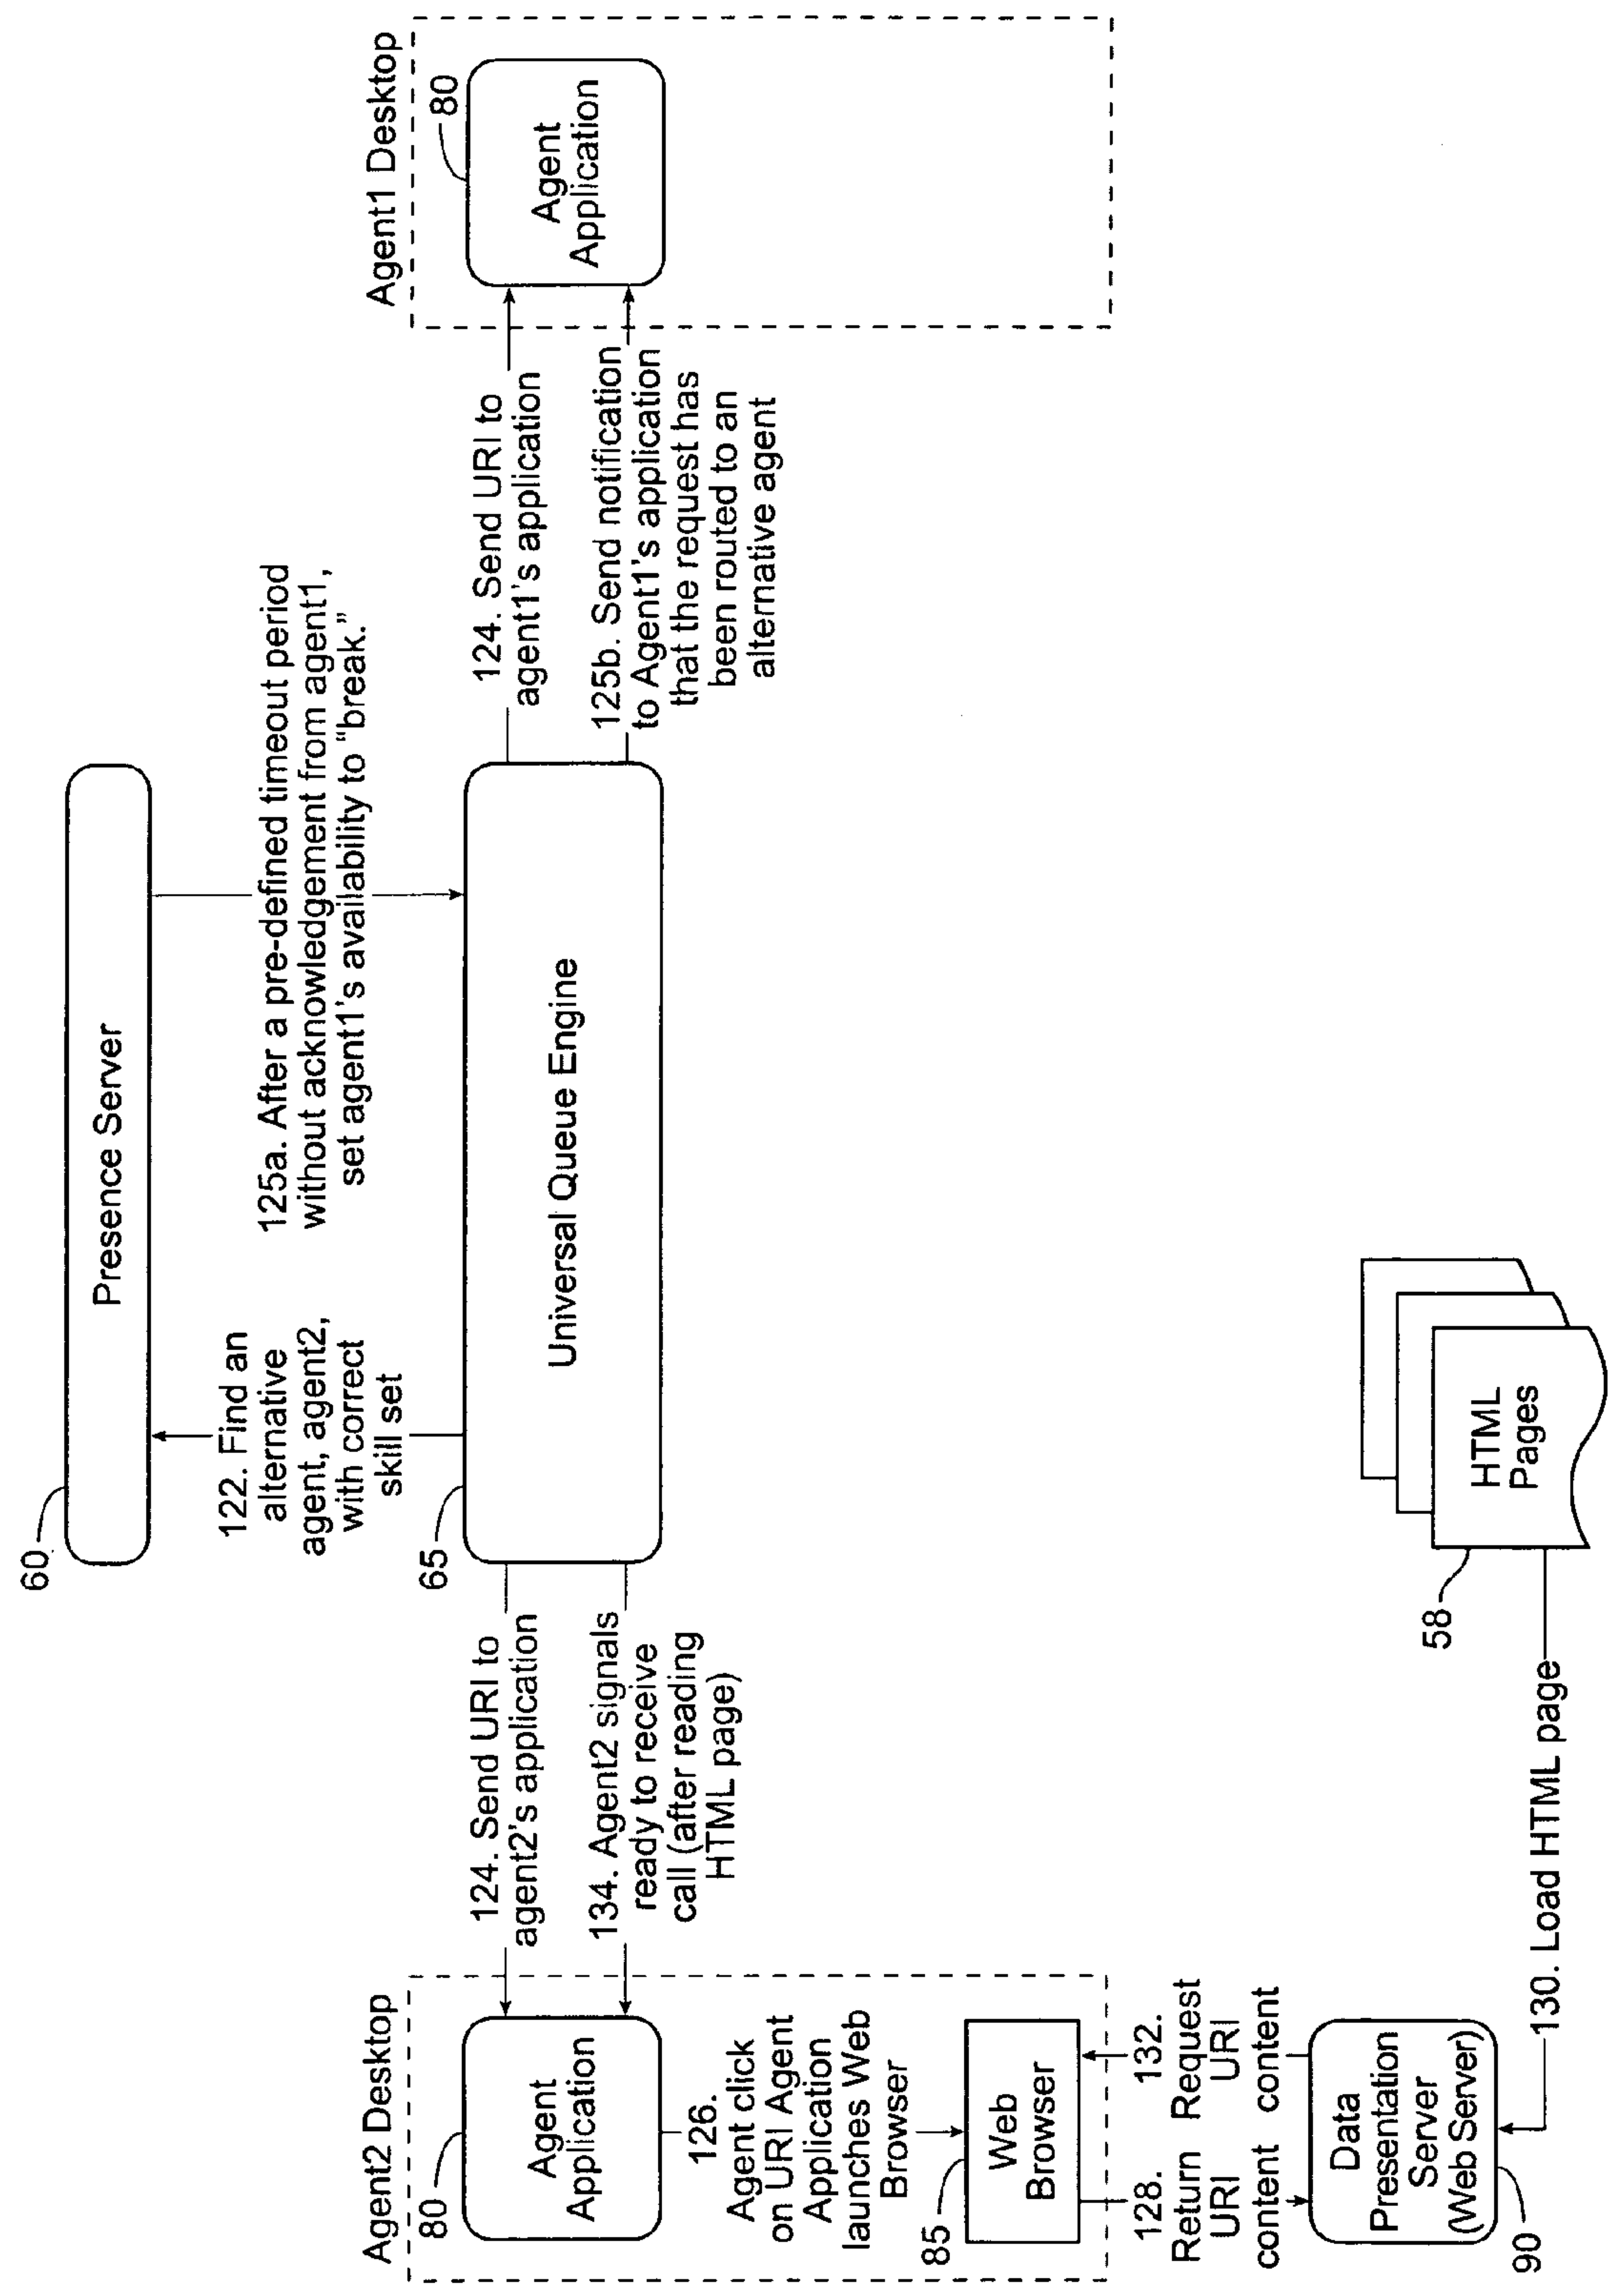 60
Presence Server
122. Find an
alternative
agent, agent2,
with correct
skill set
125a. After a pre-defined timeout period
without acknowledgement from agent1,
set agent1's availability to "break."
65
Universal Queue Engine
Agent2 Desktop
80
Agent
Application
124. Send URI to
agent2's application
134. Agent2 signals
ready to receive
call (after reading
HTML page)
126.
Agent click
on URI Agent
Application
launches Web
Browser
85
Web
Browser
128.
Return
URI
content
132.
Request
URI
content
Data
Presentation
Server
(Web Server)
90
130. Load HTML page
58
HTML
Pages
124. Send URI to
agent1's application
125b. Send notification
to Agent1's application
that the request has
been routed to an
alternative agent
Agent1 Desktop
80
Agent
Application